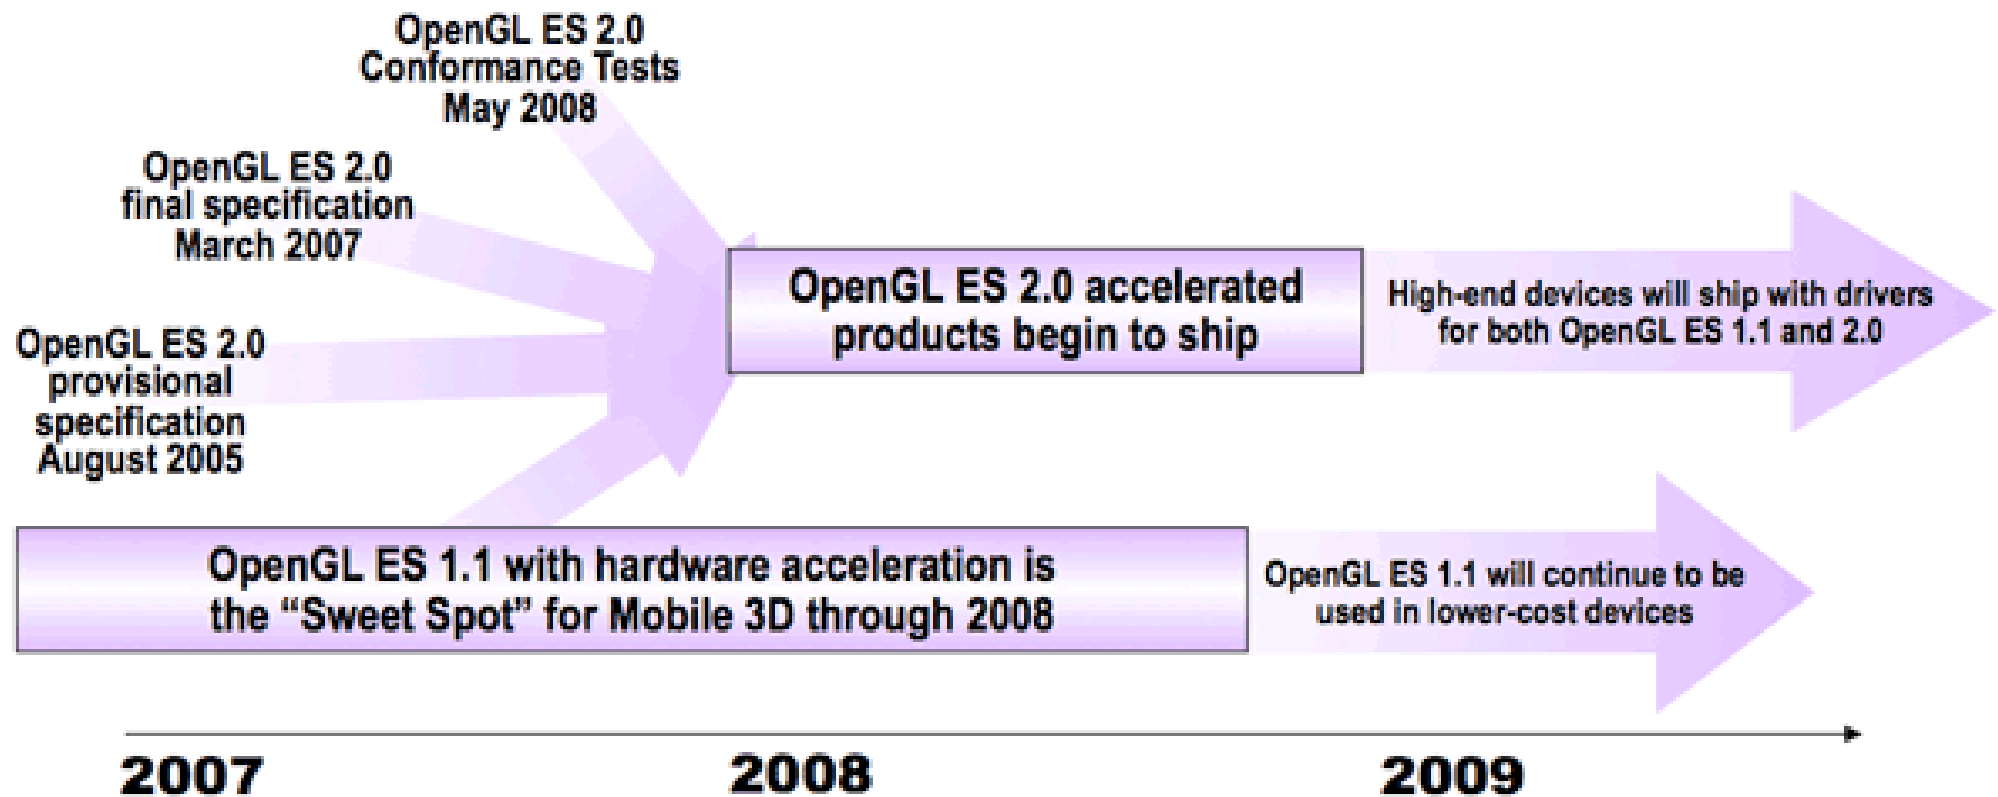 OpenGL ES 2.0
Conformance Tests
May 2008
OpenGL ES 2.0
final specification
March 2007
OpenGL ES 2.0
provisional
specification
August 2005
OpenGL ES 2.0 accelerated
products begin to ship
High-end devices will ship with drivers
for both OpenGL ES 1.1 and 2.0
OpenGL ES 1.1 with hardware acceleration is
the “Sweet Spot” for Mobile 3D through 2008
OpenGL ES 1.1 will continue to be
used in lower-cost devices
2007 2008 2009